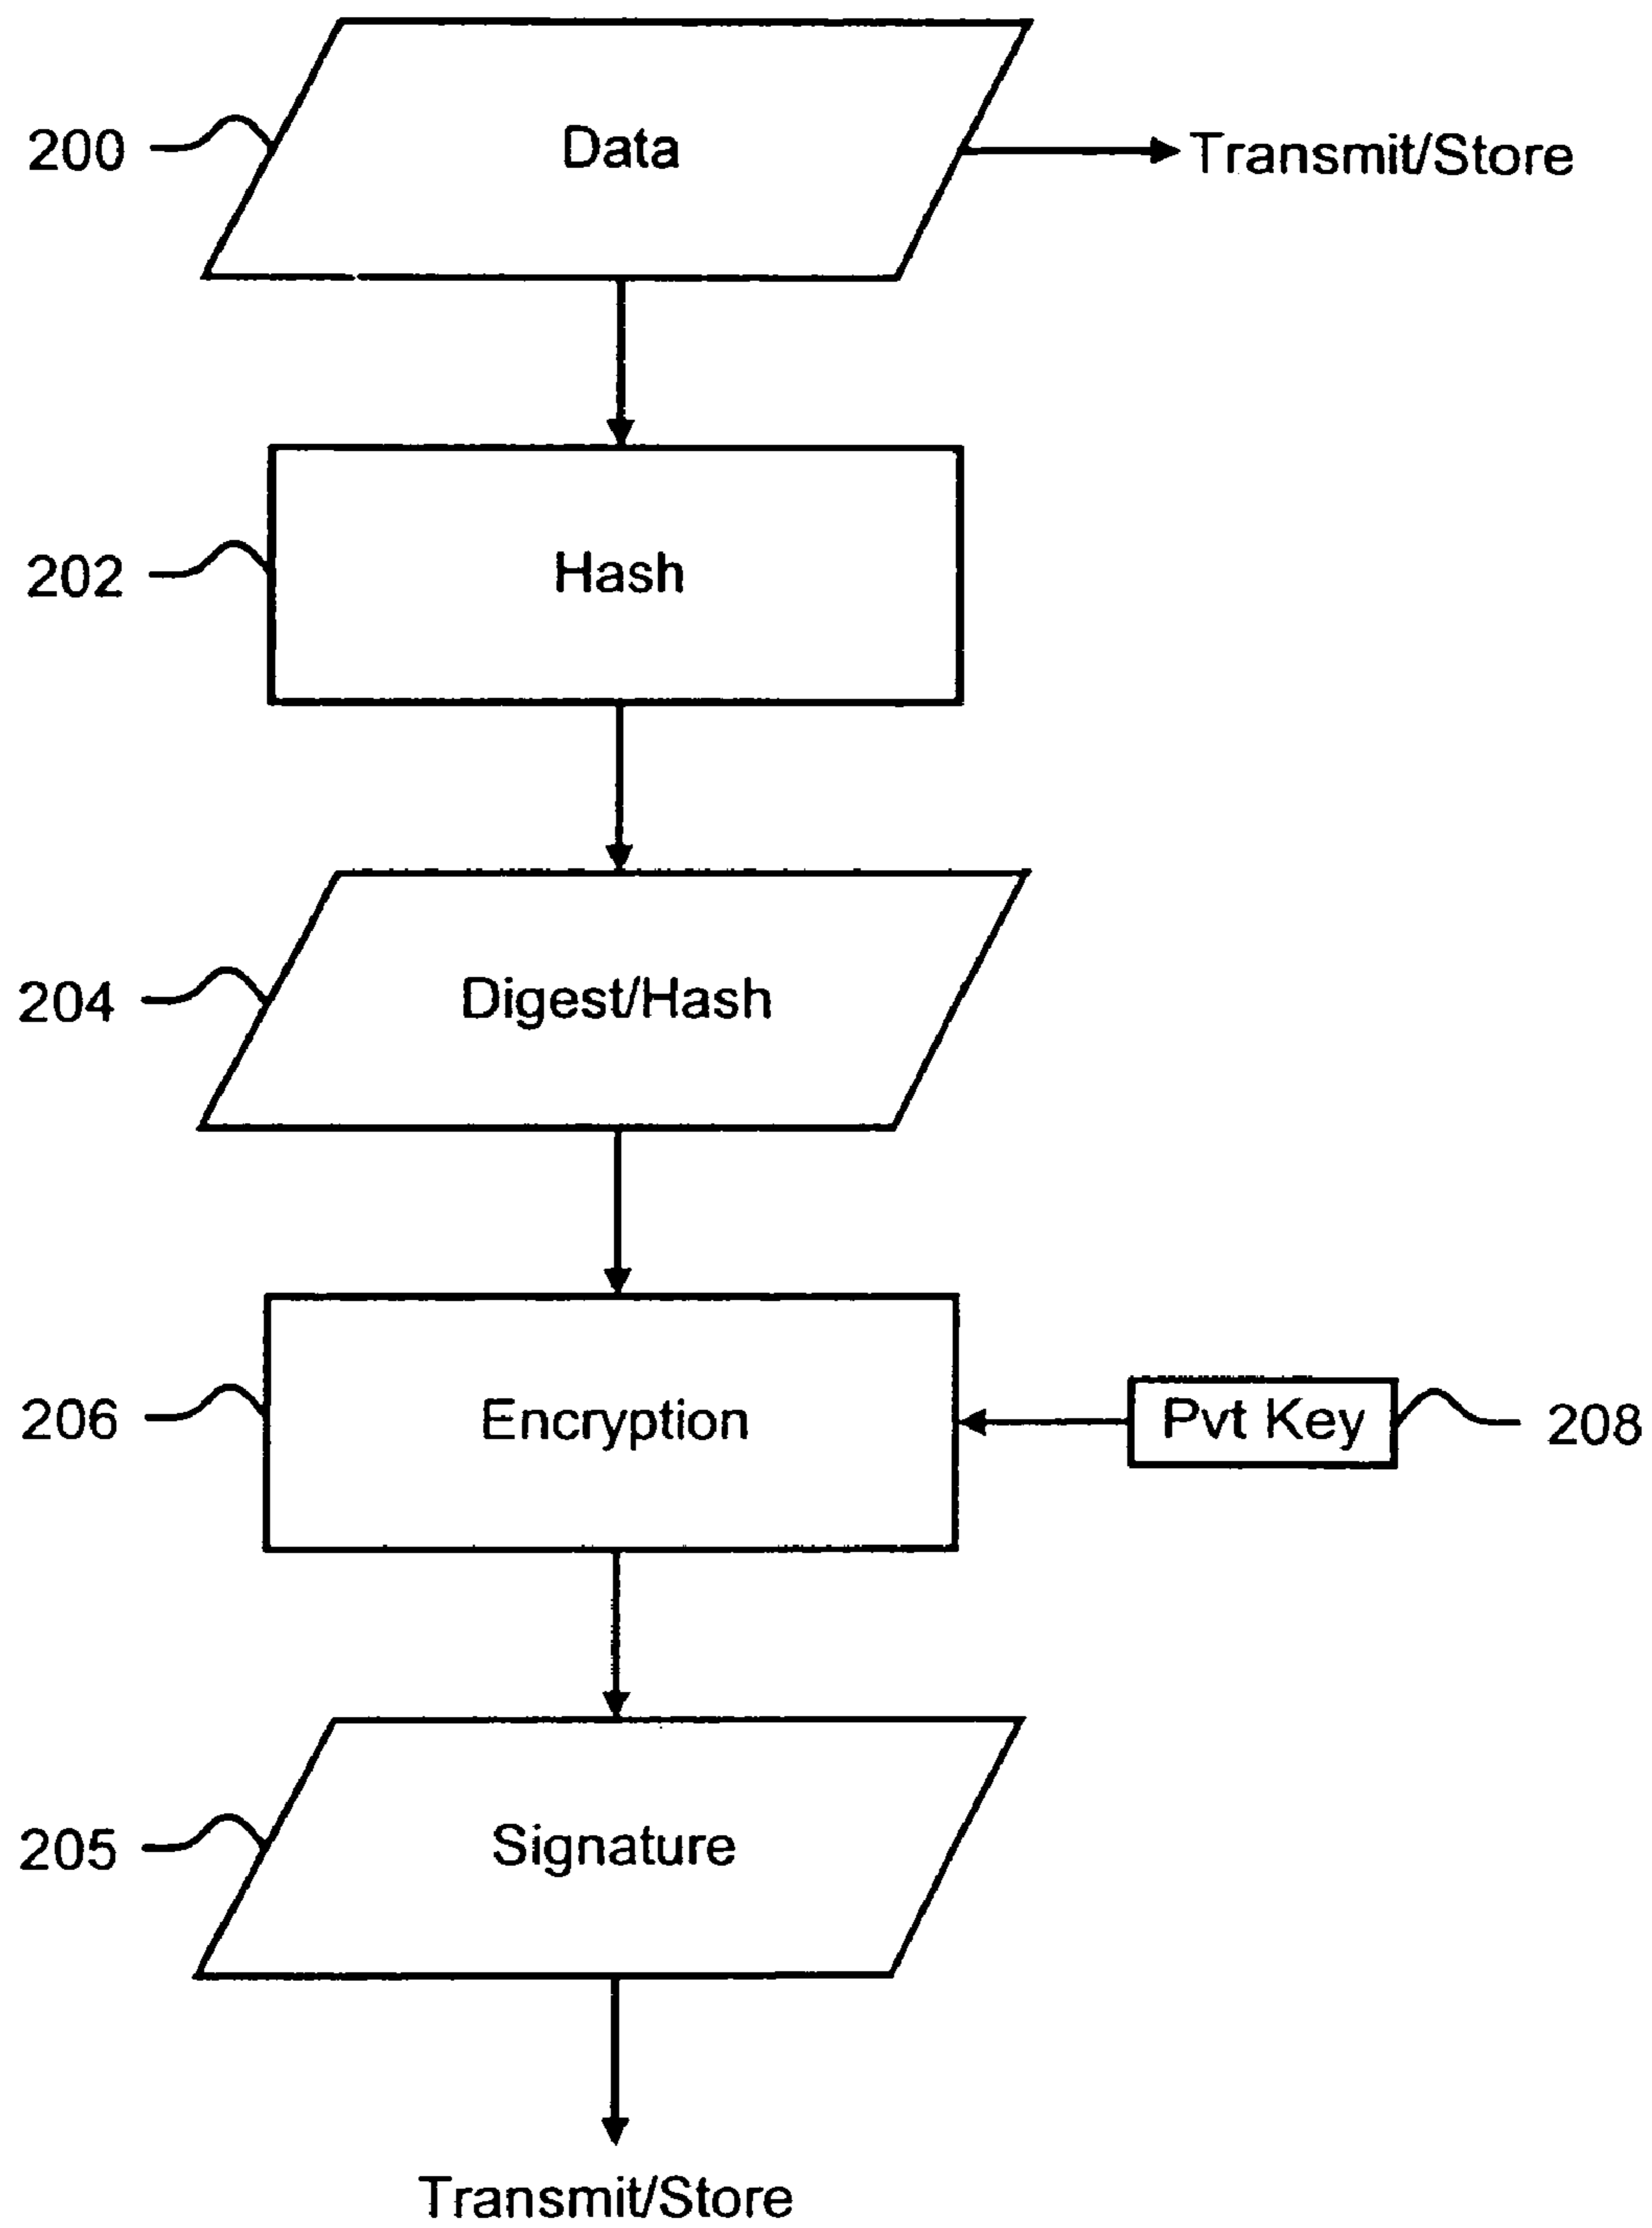 200
Data
Transmit/Store
202
Hash
204
Digest/Hash
206
Encryption
Pvt Key
208
205
Signature
Transmit/Store